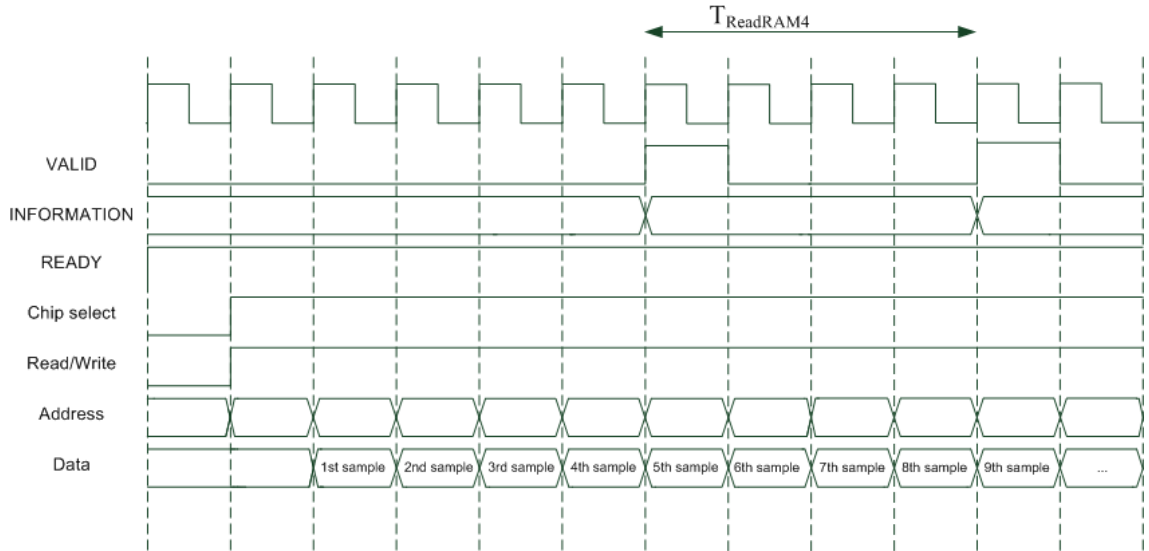 TReadRAM4
VALID
INFORMATION
READY
Chip select
Read/Write
Address
Data
1st sample
2nd sample
3rd sample
4th sample
5th sample
6th sample
7th sample
8th sample
9th sample
...